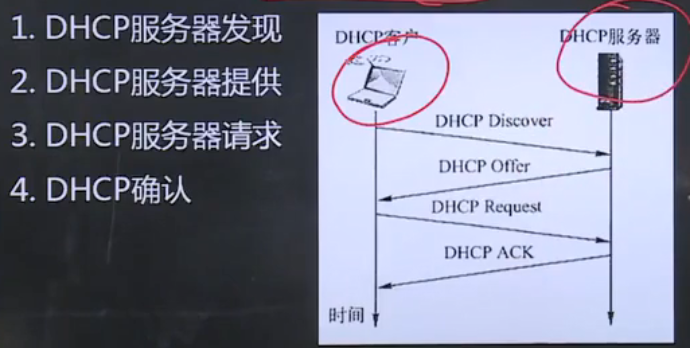 1. DHCP服务器发现
2. DHCP服务器提供
3. DHCP服务器请求
4. DHCP确认
DHCP客户
DHCP服务器
DHCP Discover
DHCP Offer
DHCP Request
DHCP ACK
时间